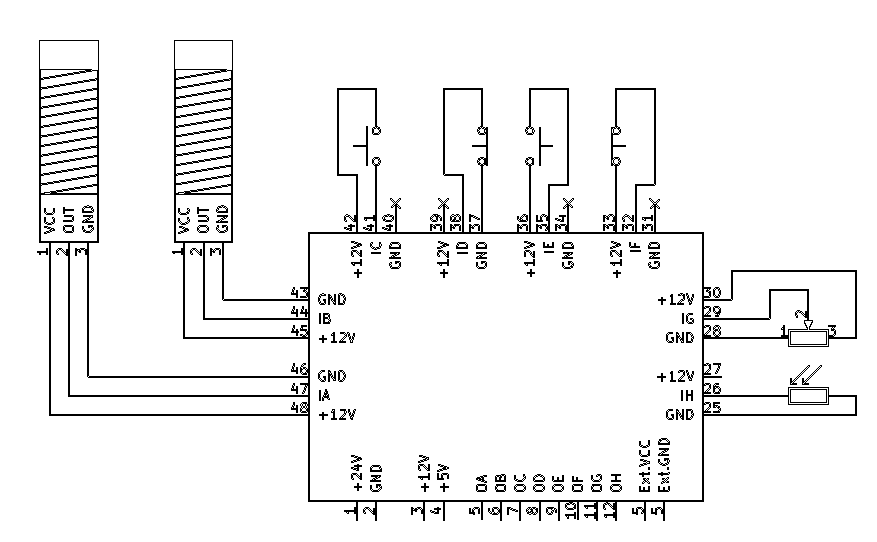 VCC OUT GND
1 2 3
VCC OUT GND
1 2 3
42 41 40 39 38 37 36 35 34 33 32 31
+12V IC GND +12V ID GND +12V IE GND +12V IF GND
43 GND
44 IB
45 +12V
46 GND
47 IA
48 +12V
+12V 30
IG 29
GND 28
1 2 3
+12V 27
IH 26
GND 25
+24V GND +12V +5V OA OB OC OD OE OF OG OH Ext.VCC Ext.GND
1 2 3 4 5 6 7 8 9 10 11 12 5 5